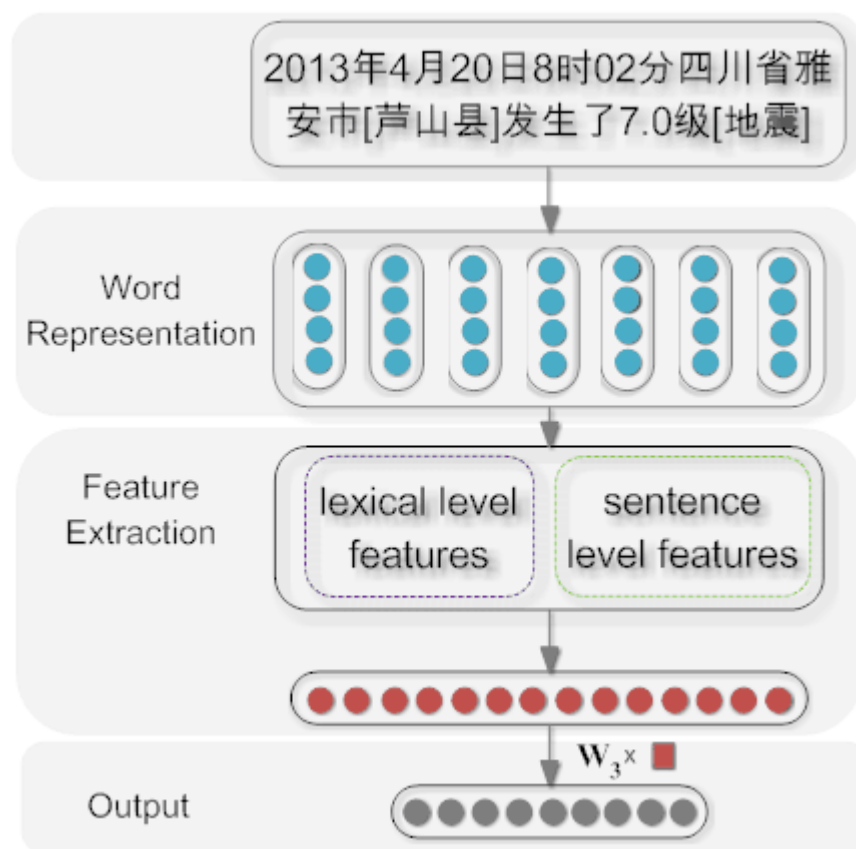 2013年4月20日8时02分四川省雅
安市[芦山县]发生了7.0级[地震]
Word
Representation
Feature
Extraction
lexical level
features
sentence
level features
W3×
Output